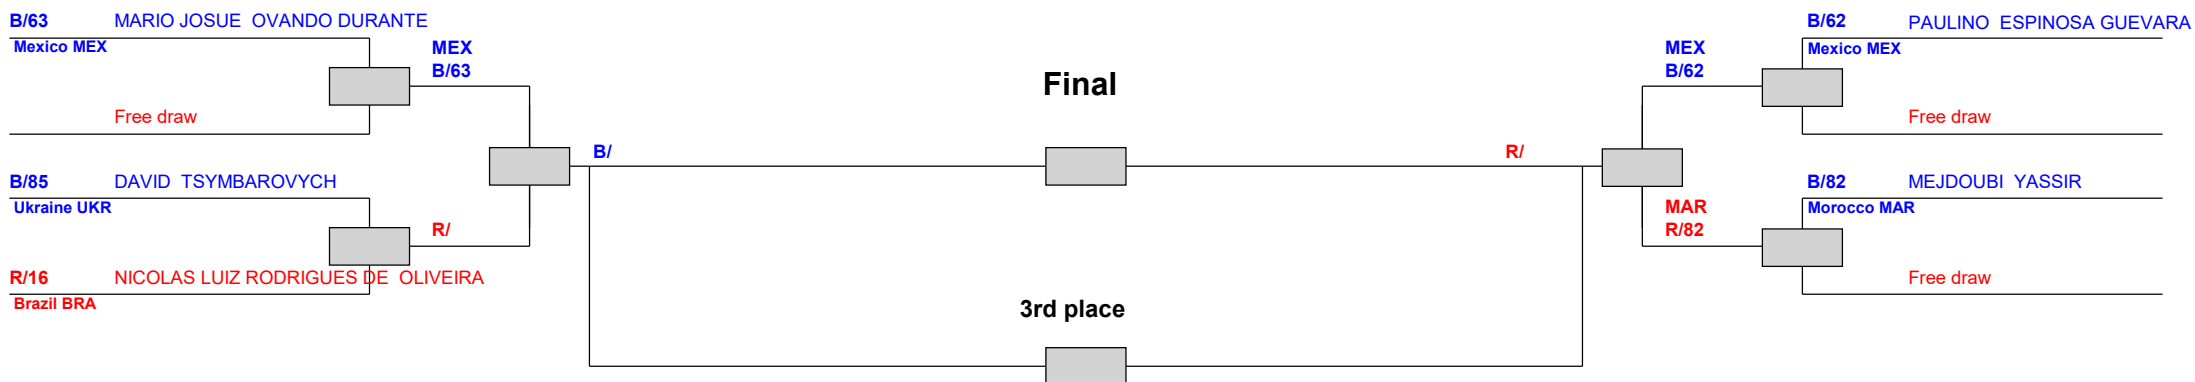 B/63 MARIO JOSUE OVANDO DURANTE
Mexico MEX
MEX
B/63
Free draw
B/85 DAVID TSYMBAROVYCH
Ukraine UKR
R/
R/16 NICOLAS LUIZ RODRIGUES DE OLIVEIRA
Brazil BRA
B/
Final
3rd place
R/
MEX
B/62
MAR
R/82
B/62 PAULINO ESPINOSA GUEVARA
Mexico MEX
Free draw
B/82 MEJDOUBI YASSIR
Morocco MAR
Free draw